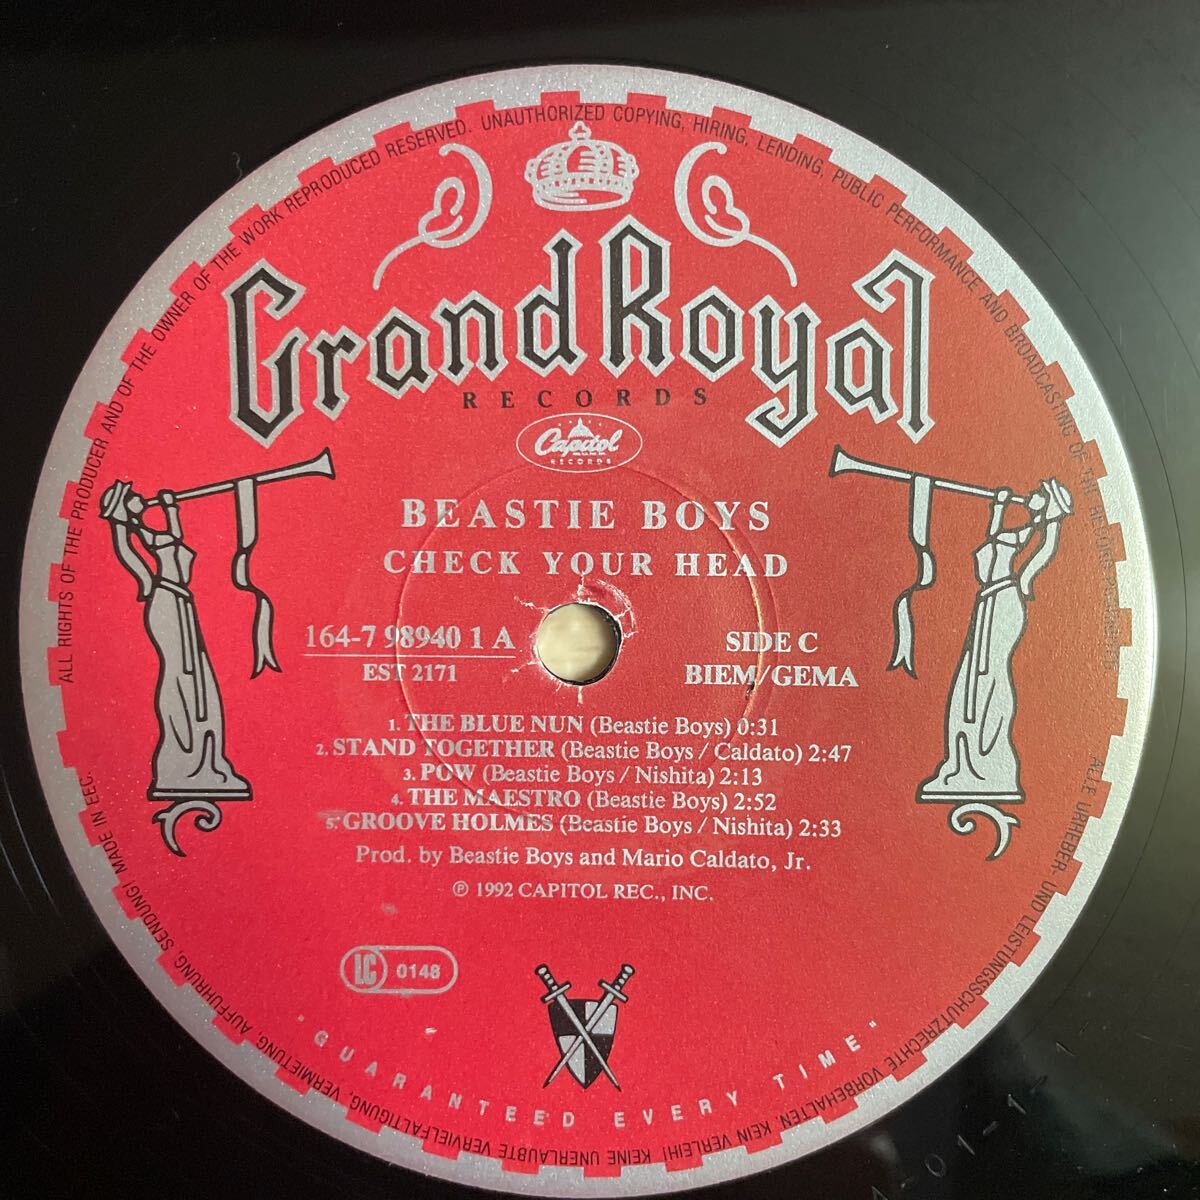 ALL RIGHTS OF THE PRODUCER AND OF THE OWNER OF THE WORK REPRODUCED RESERVED. UNAUTHORIZED COPYING, HIRING, LENDING, PUBLIC PERFORMANCE AND BROADCASTING OF THE RECORD PROHIBITED
Grand Royal
RECORDS
Capitol
RECORDS
BEASTIE BOYS
CHECK YOUR HEAD
164-7 98940 1 A
EST 2171
SIDE C
BIEM/GEMA
1. THE BLUE NUN (Beastie Boys) 0:31
2. STAND TOGETHER (Beastie Boys / Caldato) 2:47
3. POW (Beastie Boys / Nishita) 2:13
4. THE MAESTRO (Beastie Boys) 2:52
5. GROOVE HOLMES (Beastie Boys / Nishita) 2:33
Prod. by Beastie Boys and Mario Caldato, Jr.
℗ 1992 CAPITOL REC., INC.
LC 0148
"GUARANTEED EVERY TIME"
ALLE URHEBER- UND LEISTUNGSSCHUTZRECHTE VORBEHALTEN. KEIN VERLEIH! KEINE UNERLAUBTE VERVIELFÄLTIGUNG, VERMIETUNG, AUFFÜHRUNG, SENDUNG! MADE IN EEC.